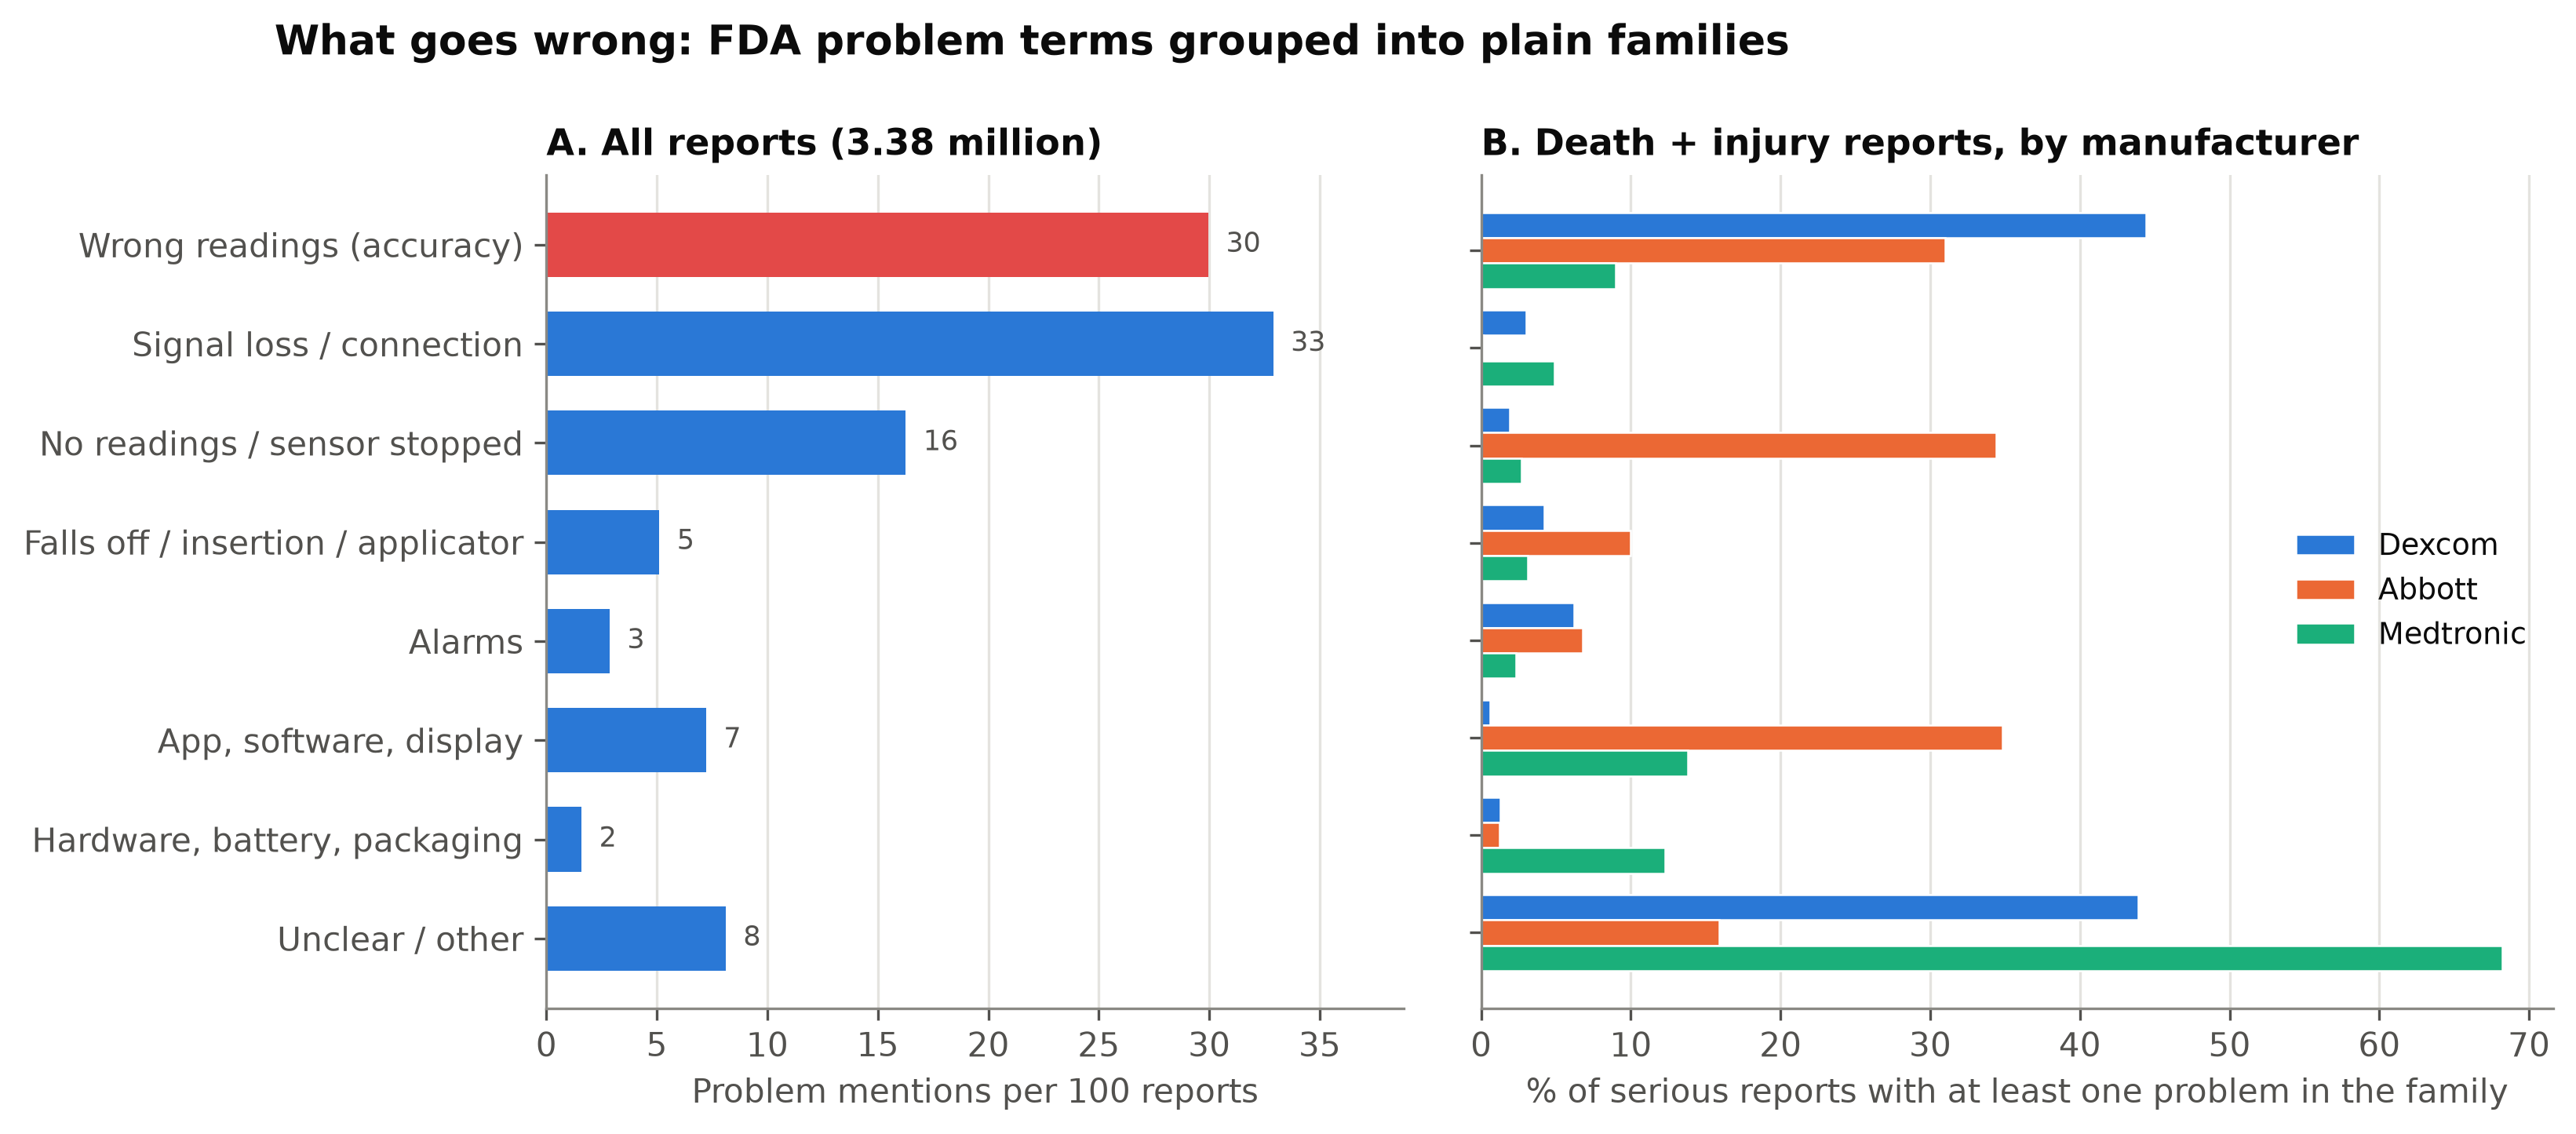 What goes wrong: FDA problem terms grouped into plain families
A. All reports (3.38 million)
Wrong readings (accuracy)
30
Signal loss / connection
33
No readings / sensor stopped
16
Falls off / insertion / applicator
5
Alarms
3
App, software, display
7
Hardware, battery, packaging
2
Unclear / other
8
0 5 10 15 20 25 30 35
Problem mentions per 100 reports
B. Death + injury reports, by manufacturer
Dexcom
Abbott
Medtronic
0 10 20 30 40 50 60 70
% of serious reports with at least one problem in the family